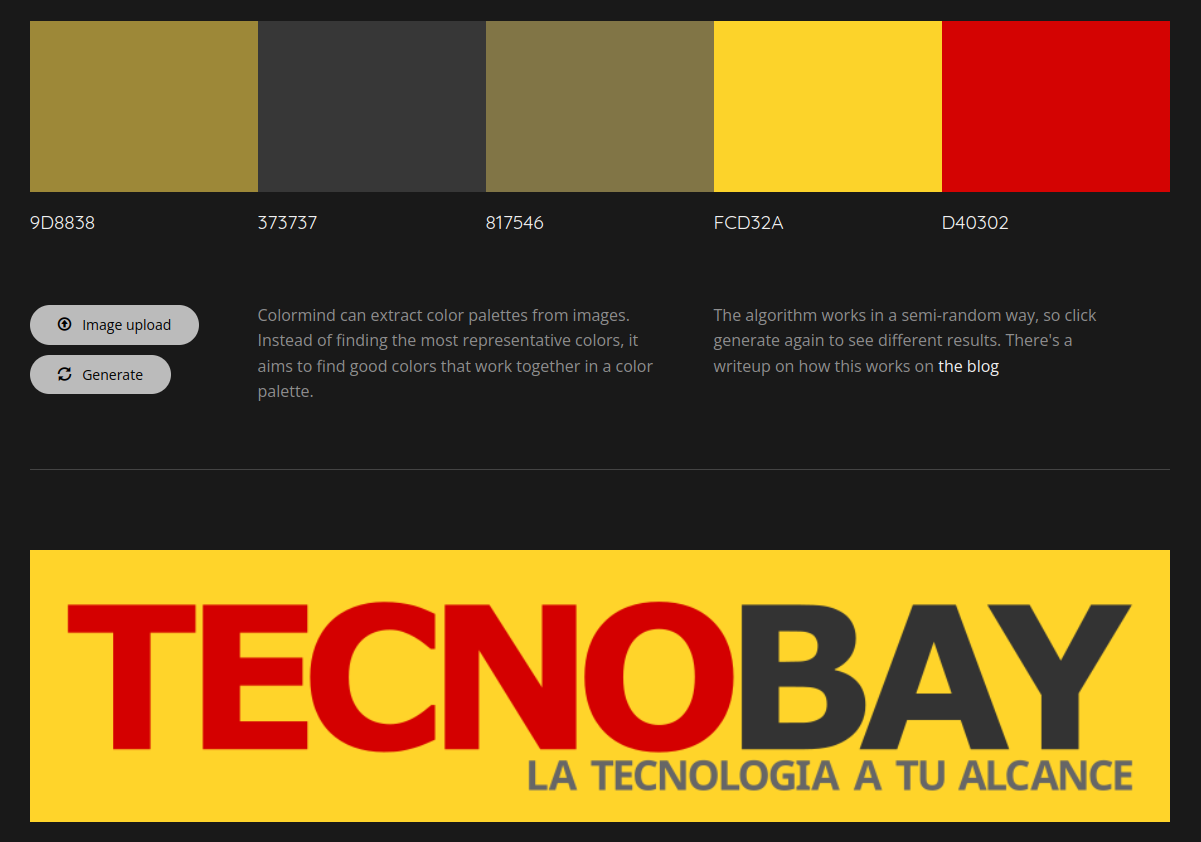 9D8838 373737 817546 FCD32A D40302
Image upload
Generate
Colormind can extract color palettes from images.
Instead of finding the most representative colors, it
aims to find good colors that work together in a color
palette.
The algorithm works in a semi-random way, so click
generate again to see different results. There's a
writeup on how this works on the blog
TECNOBAY
LA TECNOLOGIA A TU ALCANCE